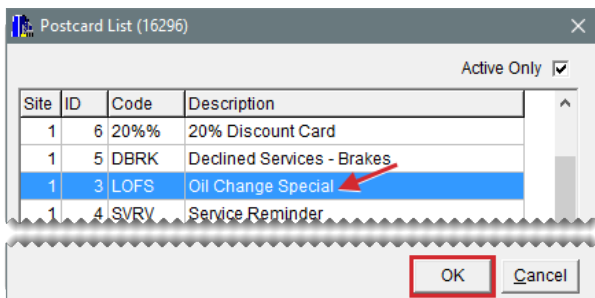 Postcard List (16296)
Active Only
Site ID Code Description
1 6 20%% 20% Discount Card
1 5 DBRK Declined Services - Brakes
1 3 LOFS Oil Change Special
1 4 SVRV Service Reminder
OK Cancel